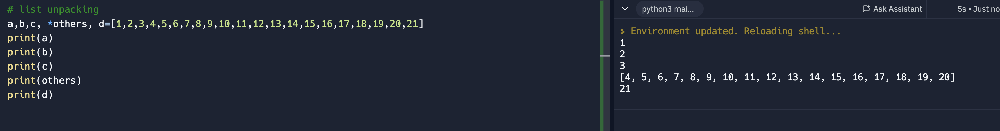 # list unpacking
a,b,c, *others, d=[1,2,3,4,5,6,7,8,9,10,11,12,13,14,15,16,17,18,19,20,21]
print(a)
print(b)
print(c)
print(others)
print(d)
python3 mai...
Ask Assistant
5s • Just no
Environment updated. Reloading shell...
1
2
3
[4, 5, 6, 7, 8, 9, 10, 11, 12, 13, 14, 15, 16, 17, 18, 19, 20]
21